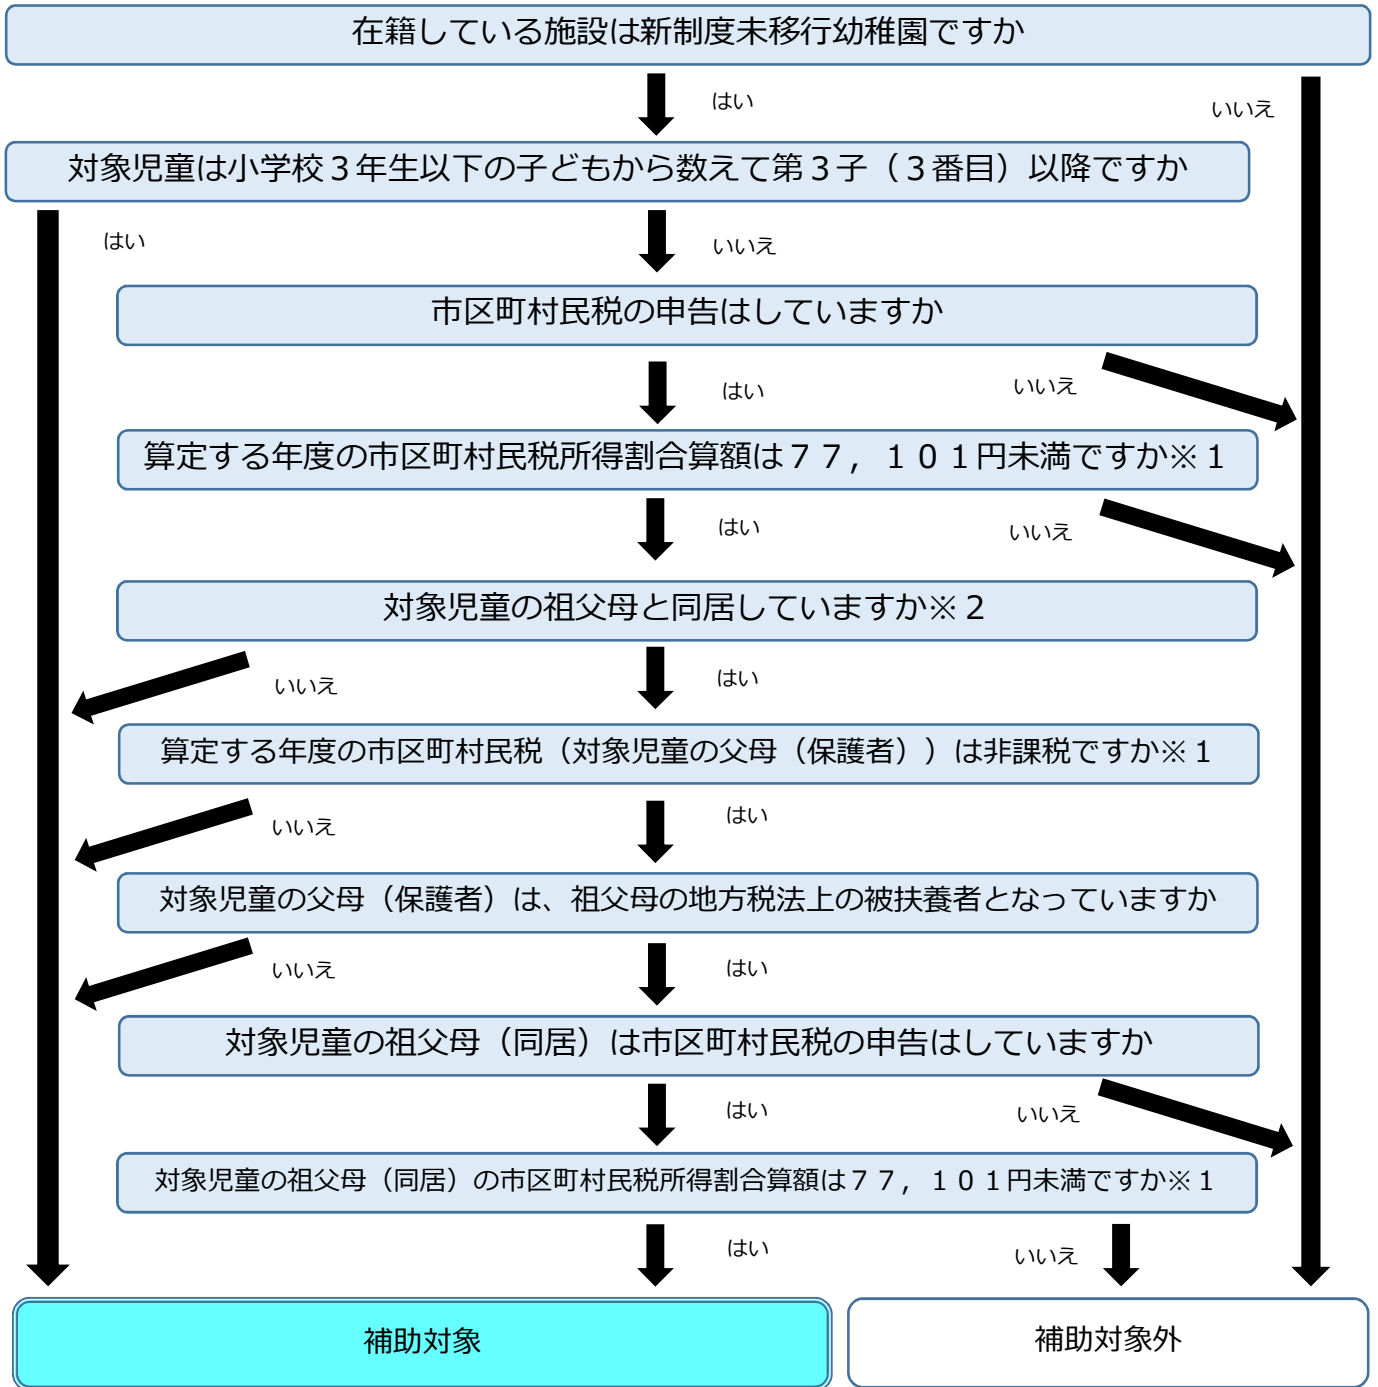 在籍している施設は新制度未移行幼稚園ですか
はい
いいえ
対象児童は小学校３年生以下の子どもから数えて第３子（３番目）以降ですか
はい
いいえ
市区町村民税の申告はしていますか
はい
いいえ
算定する年度の市区町村民税所得割合算額は７７，１０１円未満ですか※１
はい
いいえ
対象児童の祖父母と同居していますか※２
いいえ
はい
算定する年度の市区町村民税（対象児童の父母（保護者））は非課税ですか※１
いいえ
はい
対象児童の父母（保護者）は、祖父母の地方税法上の被扶養者となっていますか
いいえ
はい
対象児童の祖父母（同居）は市区町村民税の申告はしていますか
はい
いいえ
対象児童の祖父母（同居）の市区町村民税所得割合算額は７７，１０１円未満ですか※１
はい
いいえ
補助対象
補助対象外